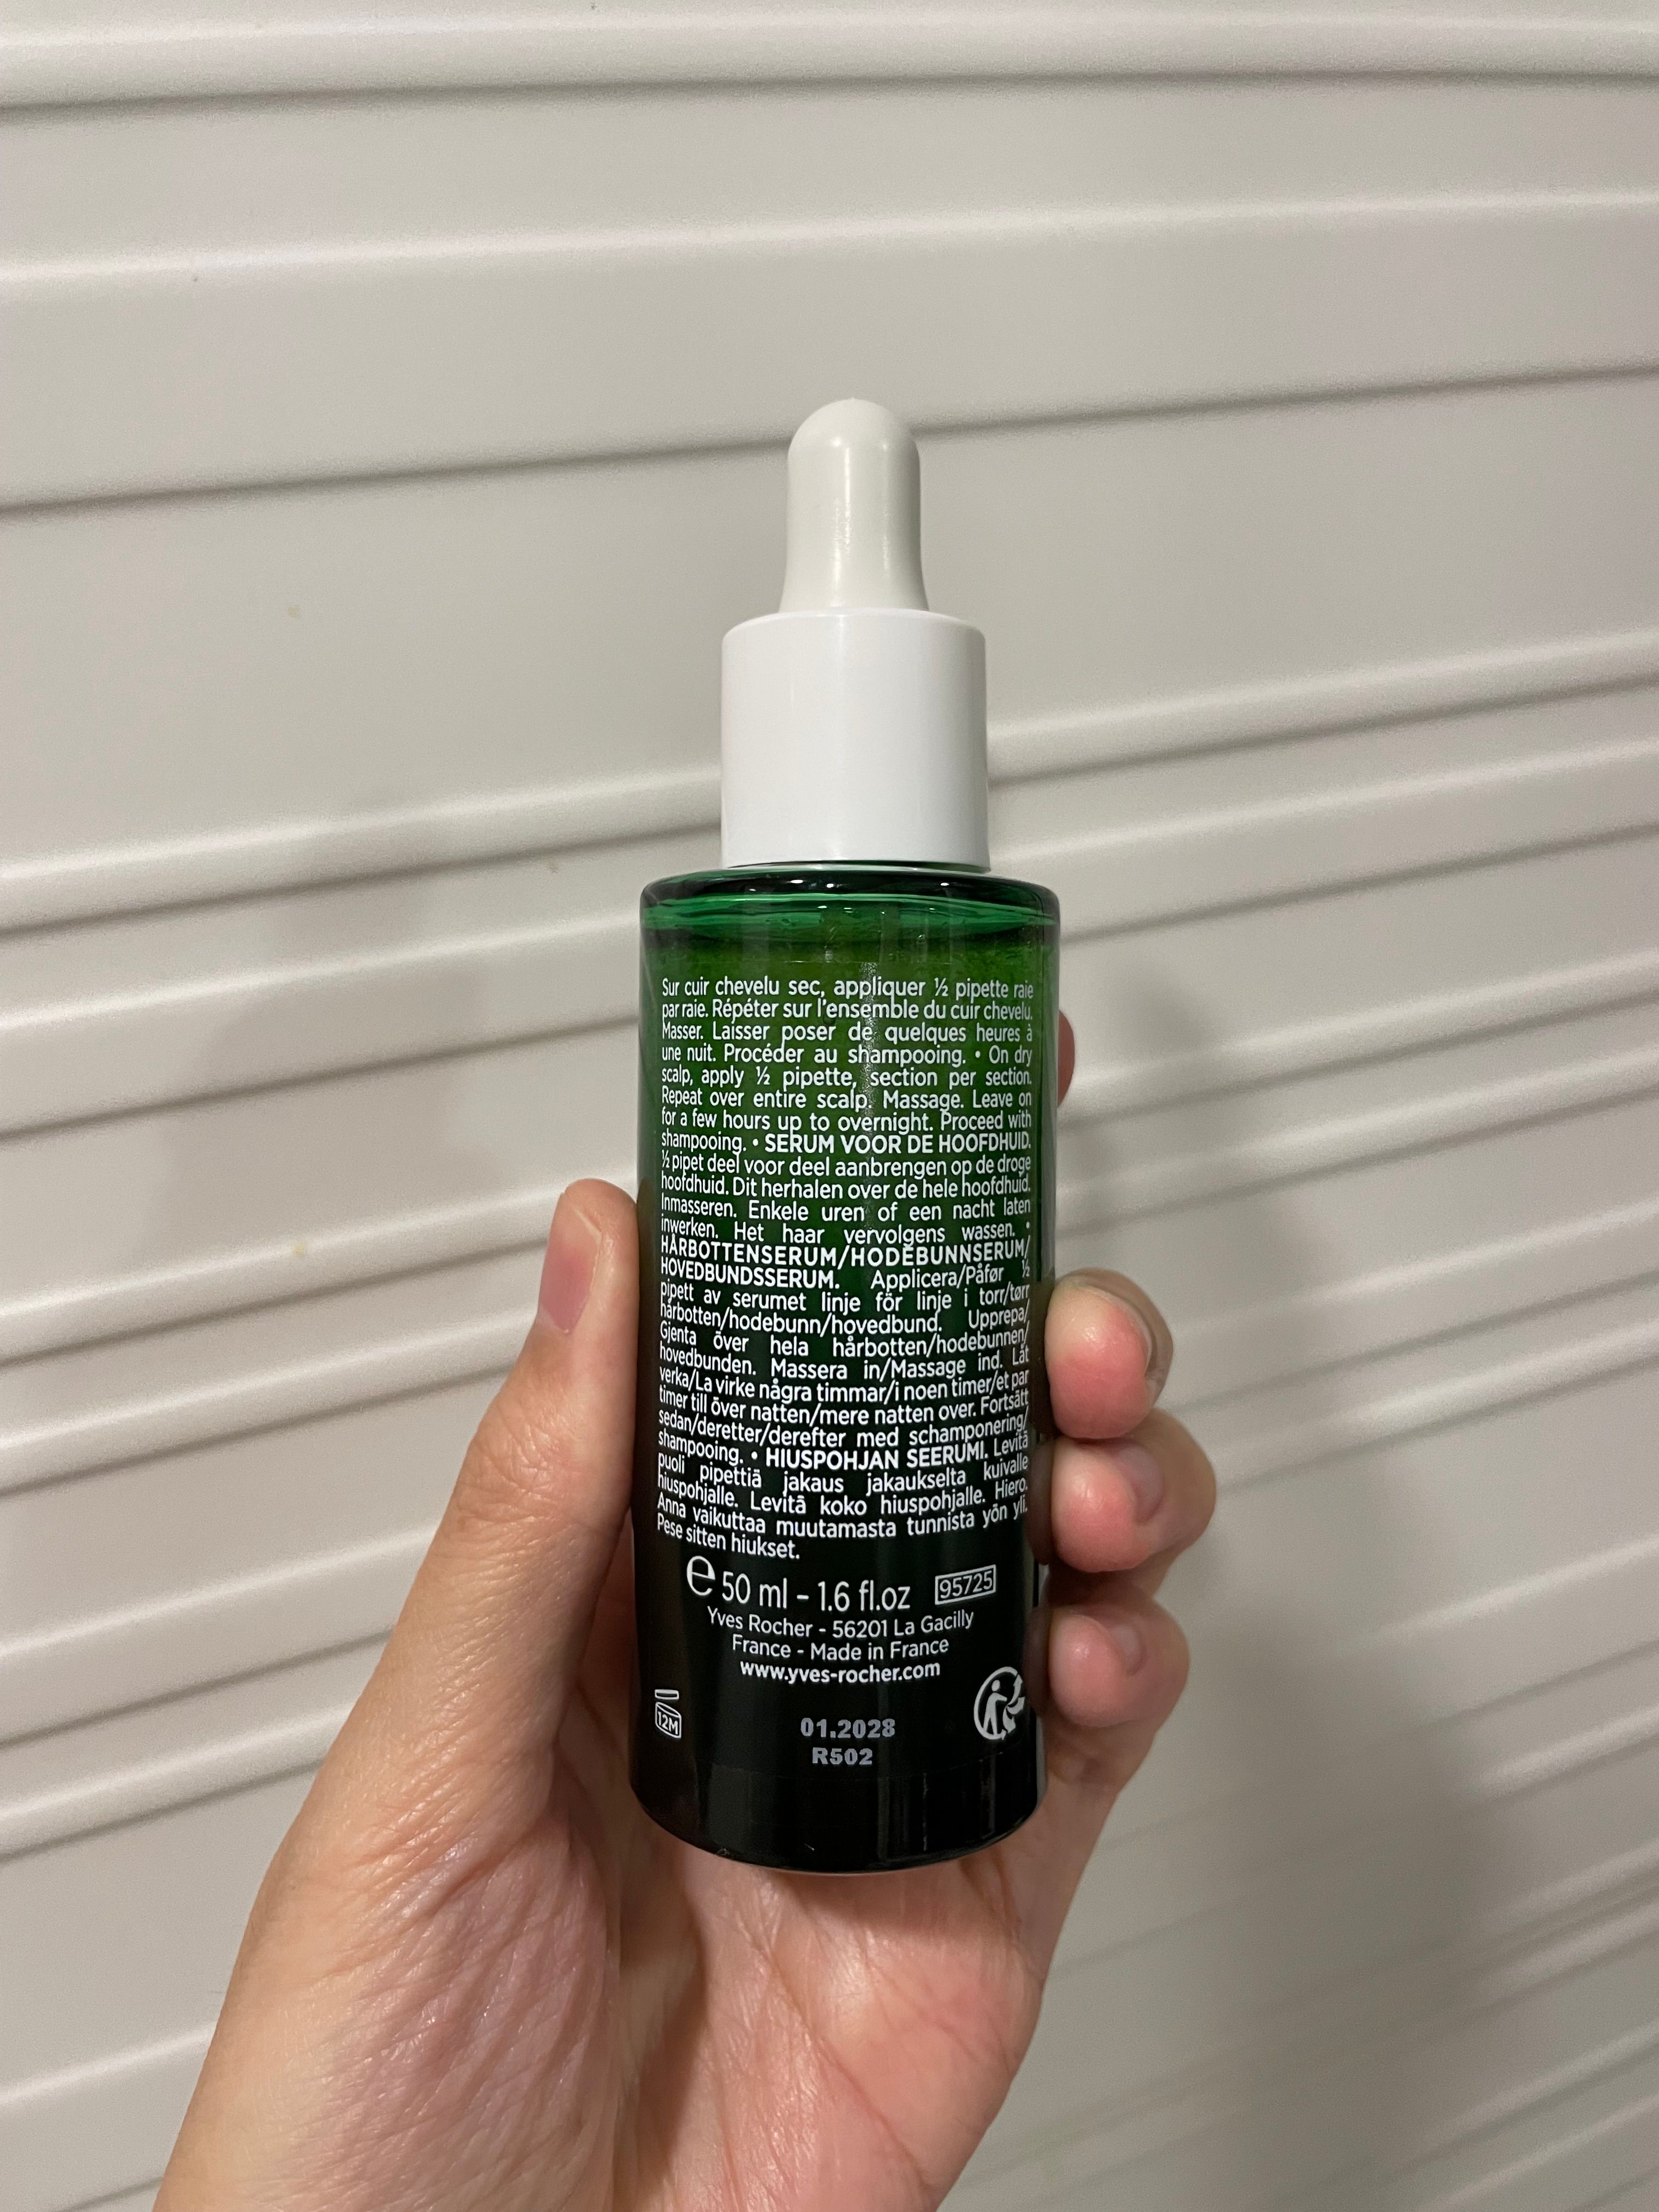 Sur cuir chevelu sec, appliquer ½ pipette raie
par raie. Répéter sur l'ensemble du cuir chevelu.
Masser. Laisser poser de quelques heures à
une nuit. Procéder au shampooing. • On dry
scalp, apply ½ pipette, section per section.
Repeat over entire scalp. Massage. Leave on
for a few hours up to overnight. Proceed with
shampooing. • SERUM VOOR DE HOOFDHUID.
½ pipet deel voor deel aanbrengen op de droge
hoofdhuid. Dit herhalen over de hele hoofdhuid.
Inmasseren. Enkele uren of een nacht laten
inwerken. Het haar vervolgens wassen. •
HÅRBOTTENSERUM/HODEBUNNSERUM/
HOVEDBUNDSSERUM. Applicera/Påfør ½
pipett av serumet linje för linje i torr/tørr
hårbotten/hodebunn/hovedbund. Upprepa/
Gjenta över hela hårbotten/hodebunnen/
hovedbunden. Massera in/Massage ind. Låt
verka/La virke några timmar/i noen timer/et par
timer till över natten/mere natten over. Fortsätt
sedan/deretter/derefter med schamponering/
shampooing. • HIUSPOHJAN SEERUMI. Levitä
puoli pipettiä jakaus jakaukselta kuivalle
hiuspohjalle. Levitä koko hiuspohjalle. Hiero.
Anna vaikuttaa muutamasta tunnista yön yli.
Pese sitten hiukset.
℮ 50 ml - 1.6 fl.oz 95725
Yves Rocher - 56201 La Gacilly
France - Made in France
www.yves-rocher.com
12M
01.2028
R502